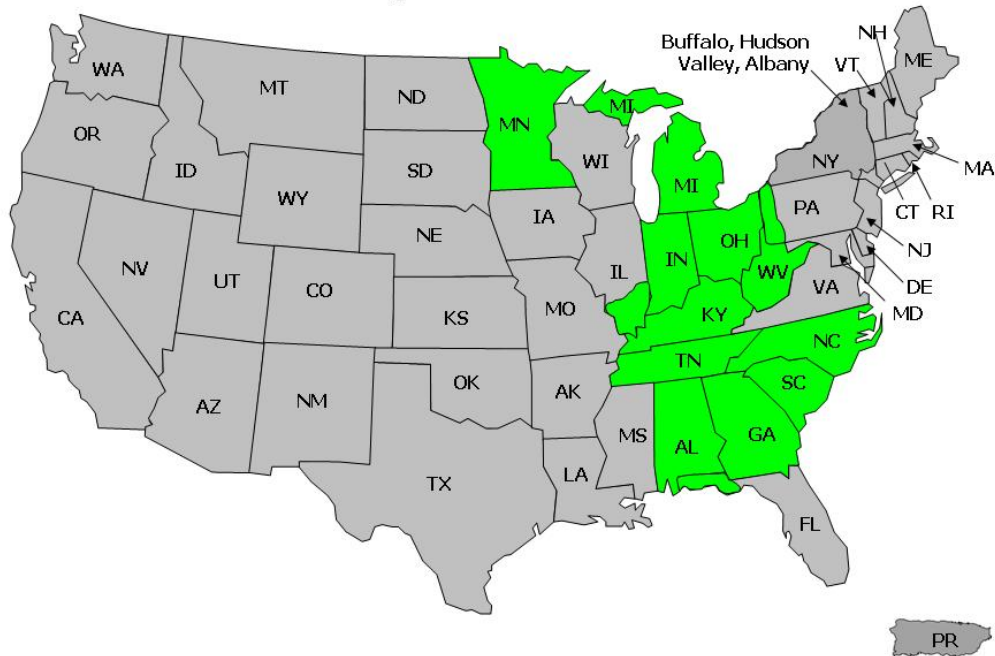 Buffalo, Hudson
Valley, Albany
NH
VT
ME
WA
MT
ND
MN
MI
OR
ID
SD
WI
MI
NY
MA
WY
CT
RI
IA
PA
NE
NJ
NV
UT
CO
IL
IN
OH
WV
DE
VA
MD
CA
KS
MO
KY
NC
TN
OK
AK
SC
AZ
NM
MS
AL
GA
TX
LA
FL
PR